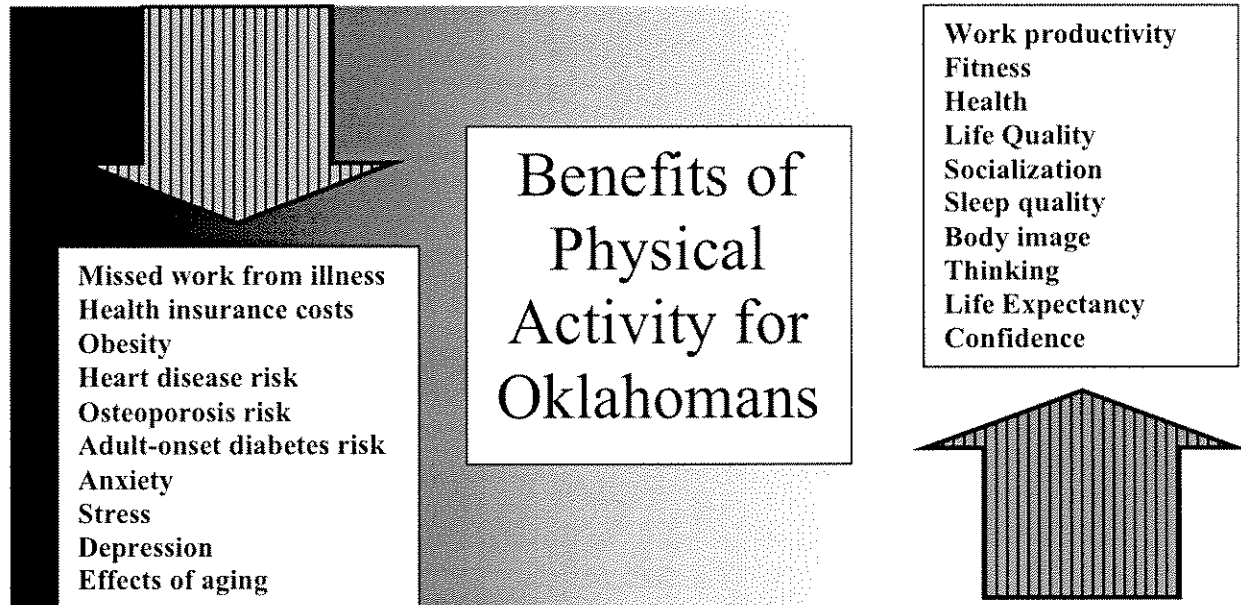 Missed work from illness
Health insurance costs
Obesity
Heart disease risk
Osteoporosis risk
Adult-onset diabetes risk
Anxiety
Stress
Depression
Effects of aging
Benefits of
Physical
Activity for
Oklahomans
Work productivity
Fitness
Health
Life Quality
Socialization
Sleep quality
Body image
Thinking
Life Expectancy
Confidence